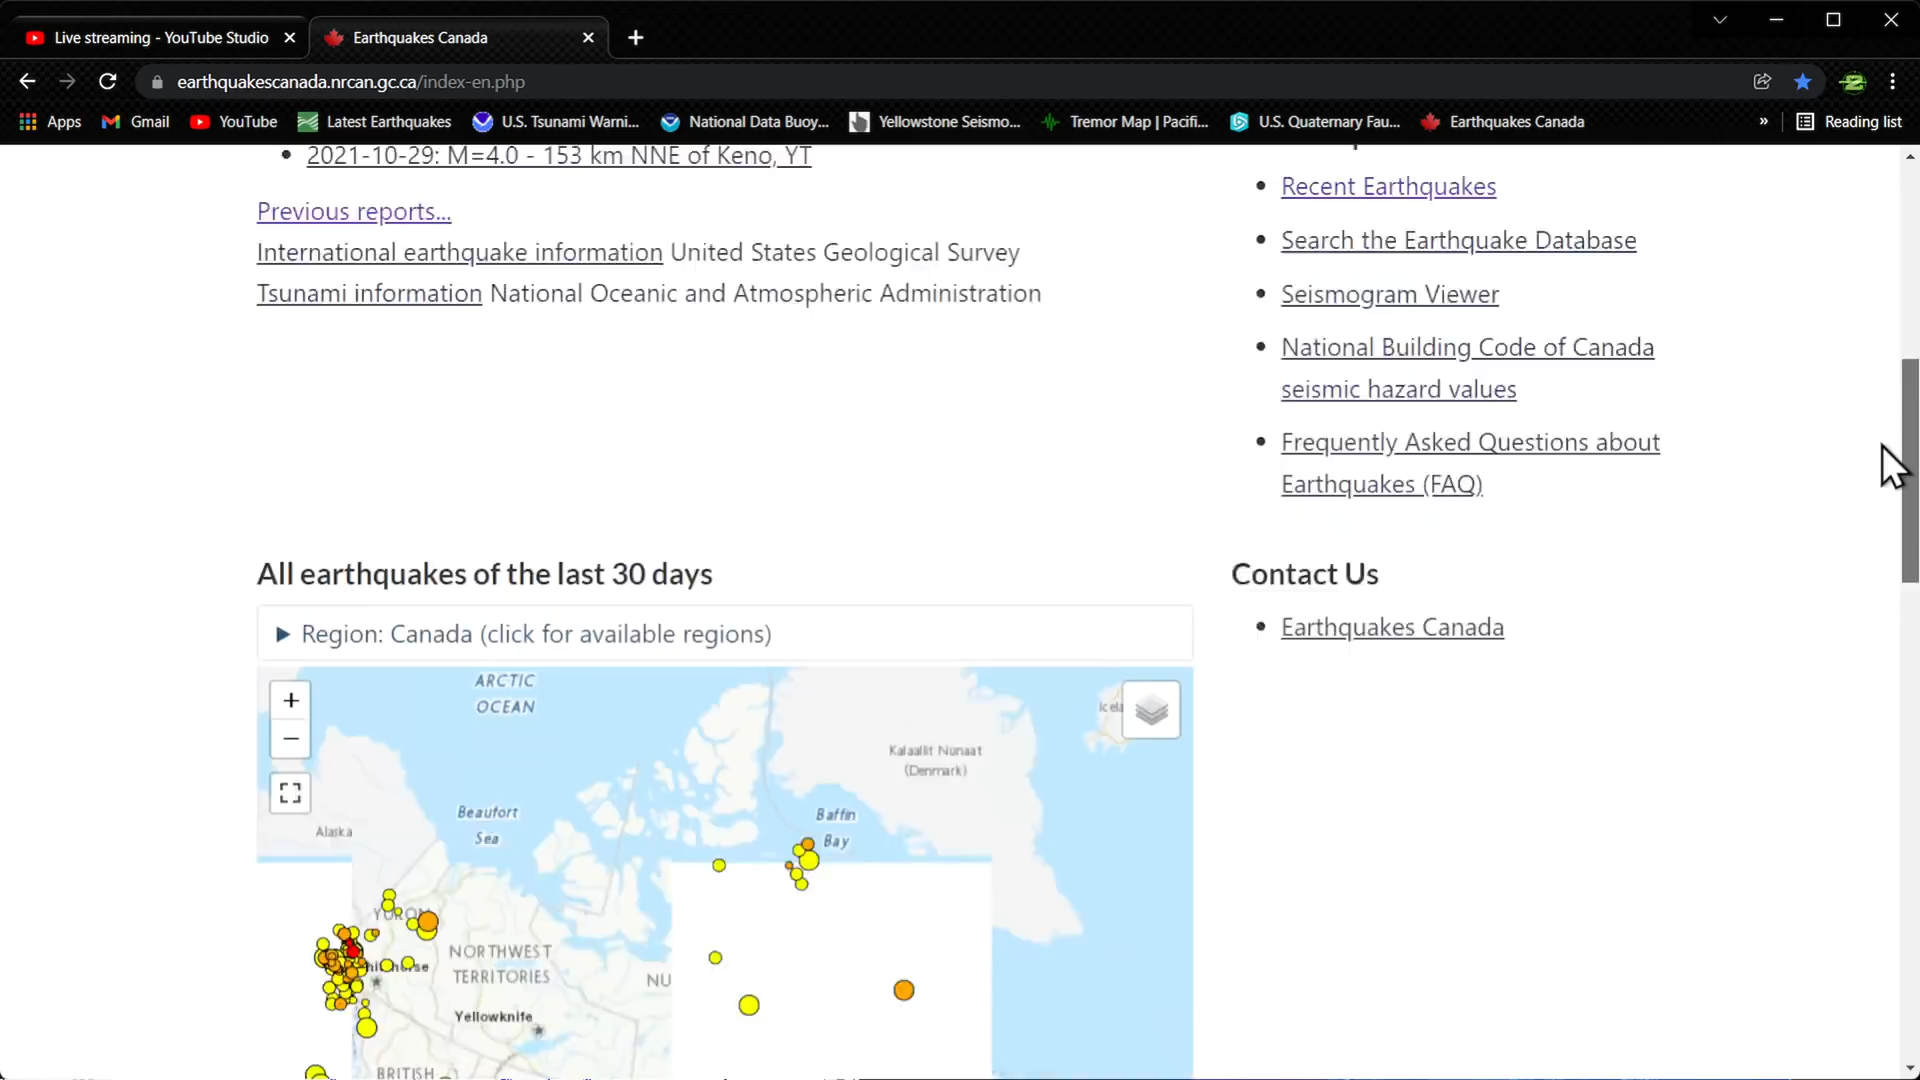 Live streaming - YouTube Studio
Earthquakes Canada
earthquakescanada.nrcan.gc.ca/index-en.php
Apps
Gmail
YouTube
Latest Earthquakes
U.S. Tsunami Warni...
National Data Buoy...
Yellowstone Seismo...
Tremor Map | Pacifi...
U.S. Quaternary Fau...
Earthquakes Canada
»
Reading list
2021-10-29: M=4.0 - 153 km NNE of Keno, YT
Previous reports...
International earthquake information United States Geological Survey
Tsunami information National Oceanic and Atmospheric Administration
Recent Earthquakes
Search the Earthquake Database
Seismogram Viewer
National Building Code of Canada
seismic hazard values
Frequently Asked Questions about
Earthquakes (FAQ)
All earthquakes of the last 30 days
Region: Canada (click for available regions)
Contact Us
Earthquakes Canada
+
−
ARCTIC
OCEAN
Icel
Kalaallit Nunaat
(Denmark)
Beaufort
Sea
Baffin
Bay
Alaska
YUKON
NORTHWEST
TERRITORIES
NU
Yellowknife
BRITISH